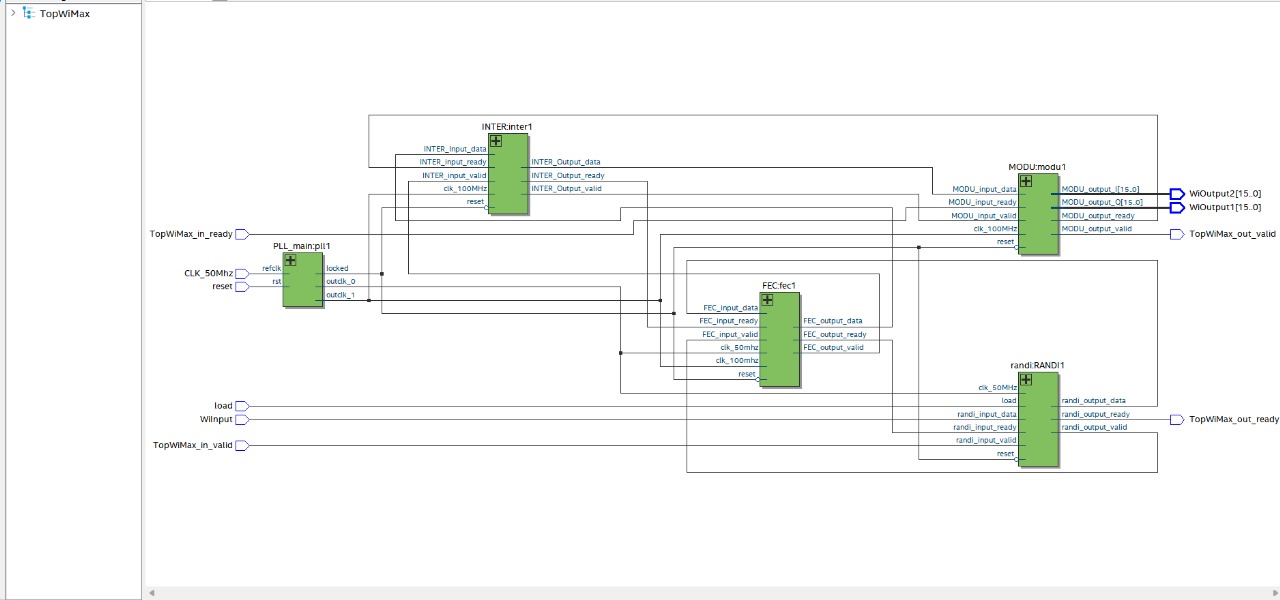 TopWiMax
INTER:inter1
INTER_Input_data
INTER_input_ready
INTER_input_valid
clk_100MHz
reset
INTER_Output_data
INTER_Output_ready
INTER_Output_valid
MODU:modu1
MODU_input_data
MODU_input_ready
MODU_input_valid
clk_100MHz
reset
MODU_output_I[15..0]
MODU_output_Q[15..0]
MODU_output_ready
MODU_output_valid
WiOutput2[15..0]
WiOutput1[15..0]
TopWiMax_out_valid
TopWiMax_in_ready
PLL_main:pll1
CLK_50Mhz
reset
refclk
rst
locked
outclk_0
outclk_1
FEC:fec1
FEC_input_data
FEC_input_ready
FEC_input_valid
clk_50mhz
clk_100mhz
reset
FEC_output_data
FEC_output_ready
FEC_output_valid
randi:RANDI1
clk_50MHz
load
randi_input_data
randi_input_ready
randi_input_valid
reset
randi_output_data
randi_output_ready
randi_output_valid
load
WiInput
TopWiMax_in_valid
TopWiMax_out_ready